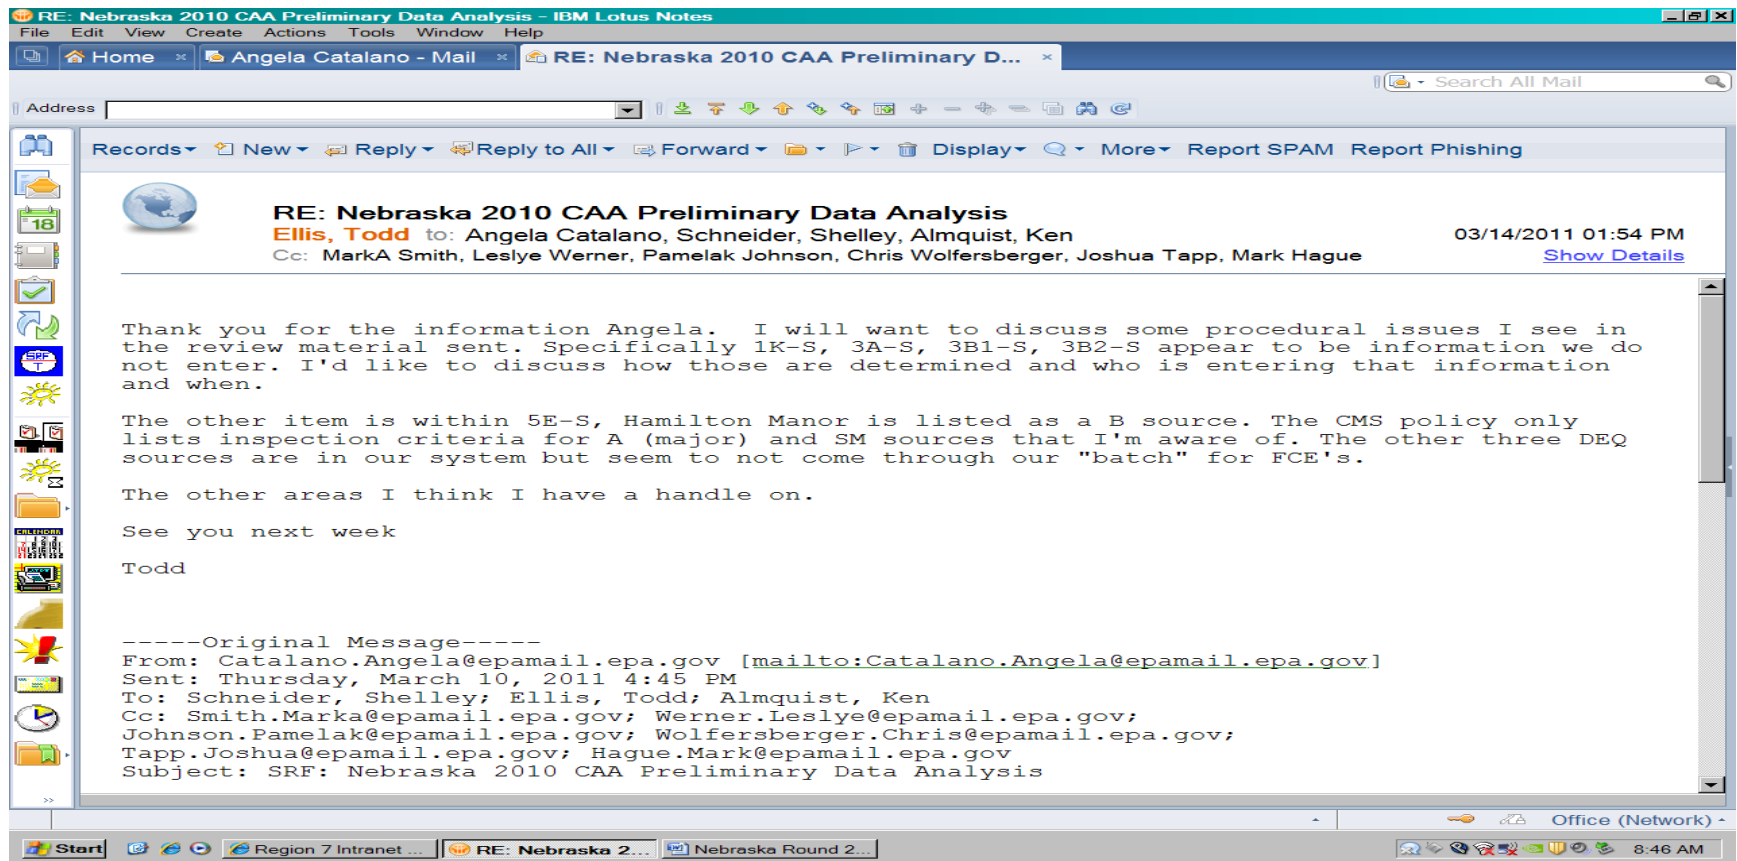 RE: Nebraska 2010 CAA Preliminary Data Analysis - IBM Lotus Notes
File Edit View Create Actions Tools Window Help
Home Angela Catalano - Mail RE: Nebraska 2010 CAA Preliminary D...
Search All Mail
Address
Records New Reply Reply to All Forward Display More Report SPAM Report Phishing
RE: Nebraska 2010 CAA Preliminary Data Analysis
Ellis, Todd to: Angela Catalano, Schneider, Shelley, Almquist, Ken 03/14/2011 01:54 PM
Cc: MarkA Smith, Leslye Werner, Pamelak Johnson, Chris Wolfersberger, Joshua Tapp, Mark Hague Show Details
18
SRF
T
CALENDAR
Thank you for the information Angela.  I will want to discuss some procedural issues I see in
the review material sent. Specifically 1K-S, 3A-S, 3B1-S, 3B2-S appear to be information we do
not enter. I'd like to discuss how those are determined and who is entering that information
and when.
The other item is within 5E-S, Hamilton Manor is listed as a B source. The CMS policy only
lists inspection criteria for A (major) and SM sources that I'm aware of. The other three DEQ
sources are in our system but seem to not come through our "batch" for FCE's.
The other areas I think I have a handle on.
See you next week
Todd
-----Original Message-----
From: Catalano.Angela@epamail.epa.gov [mailto:Catalano.Angela@epamail.epa.gov]
Sent: Thursday, March 10, 2011 4:45 PM
To: Schneider, Shelley; Ellis, Todd; Almquist, Ken
Cc: Smith.Marka@epamail.epa.gov; Werner.Leslye@epamail.epa.gov;
Johnson.Pamelak@epamail.epa.gov; Wolfersberger.Chris@epamail.epa.gov;
Tapp.Joshua@epamail.epa.gov; Hague.Mark@epamail.epa.gov
Subject: SRF: Nebraska 2010 CAA Preliminary Data Analysis
Office (Network)
Start Region 7 Intranet ... RE: Nebraska 2... Nebraska Round 2... 8:46 AM